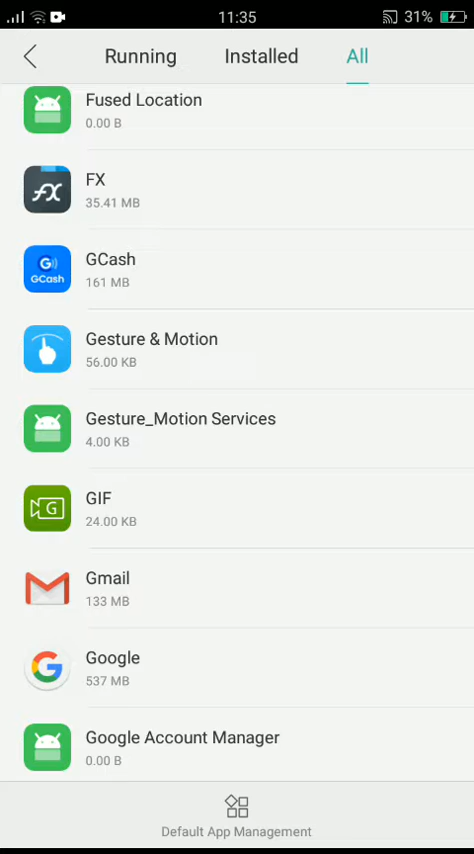 11:35
31%
Running
Installed
All
Fused Location
0.00 B
FX
FX
35.41 MB
G
GCash
GCash
161 MB
Gesture & Motion
56.00 KB
Gesture_Motion Services
4.00 KB
G
GIF
24.00 KB
Gmail
133 MB
G
Google
537 MB
Google Account Manager
0.00 B
Default App Management